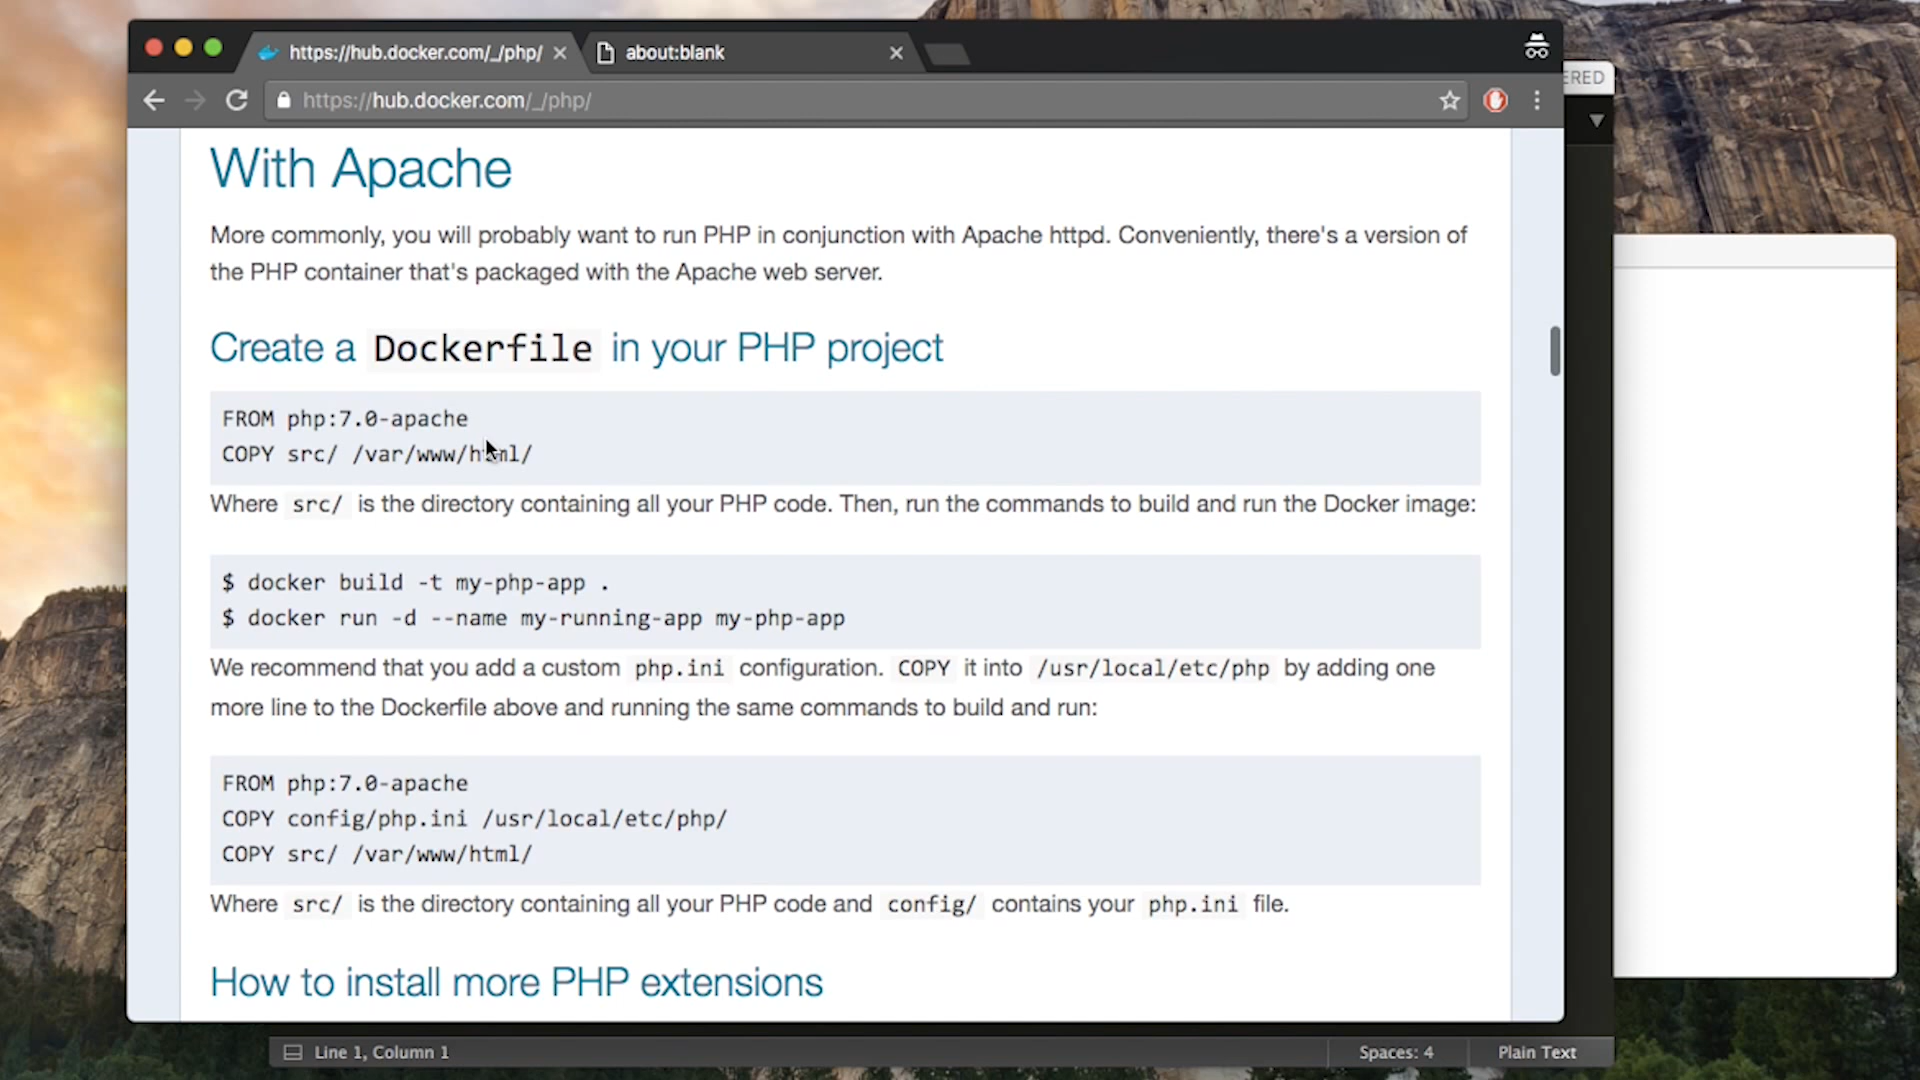 https://hub.docker.com/_/php/
about:blank
ERED
https://hub.docker.com/_/php/
With Apache
More commonly, you will probably want to run PHP in conjunction with Apache httpd. Conveniently, there's a version of
the PHP container that's packaged with the Apache web server.
Create a Dockerfile in your PHP project
FROM php:7.0-apache
COPY src/ /var/www/html/
Where src/ is the directory containing all your PHP code. Then, run the commands to build and run the Docker image:
$ docker build -t my-php-app .
$ docker run -d --name my-running-app my-php-app
We recommend that you add a custom php.ini configuration. COPY it into /usr/local/etc/php by adding one
more line to the Dockerfile above and running the same commands to build and run:
FROM php:7.0-apache
COPY config/php.ini /usr/local/etc/php/
COPY src/ /var/www/html/
Where src/ is the directory containing all your PHP code and config/ contains your php.ini file.
How to install more PHP extensions
Line 1, Column 1
Spaces: 4
Plain Text